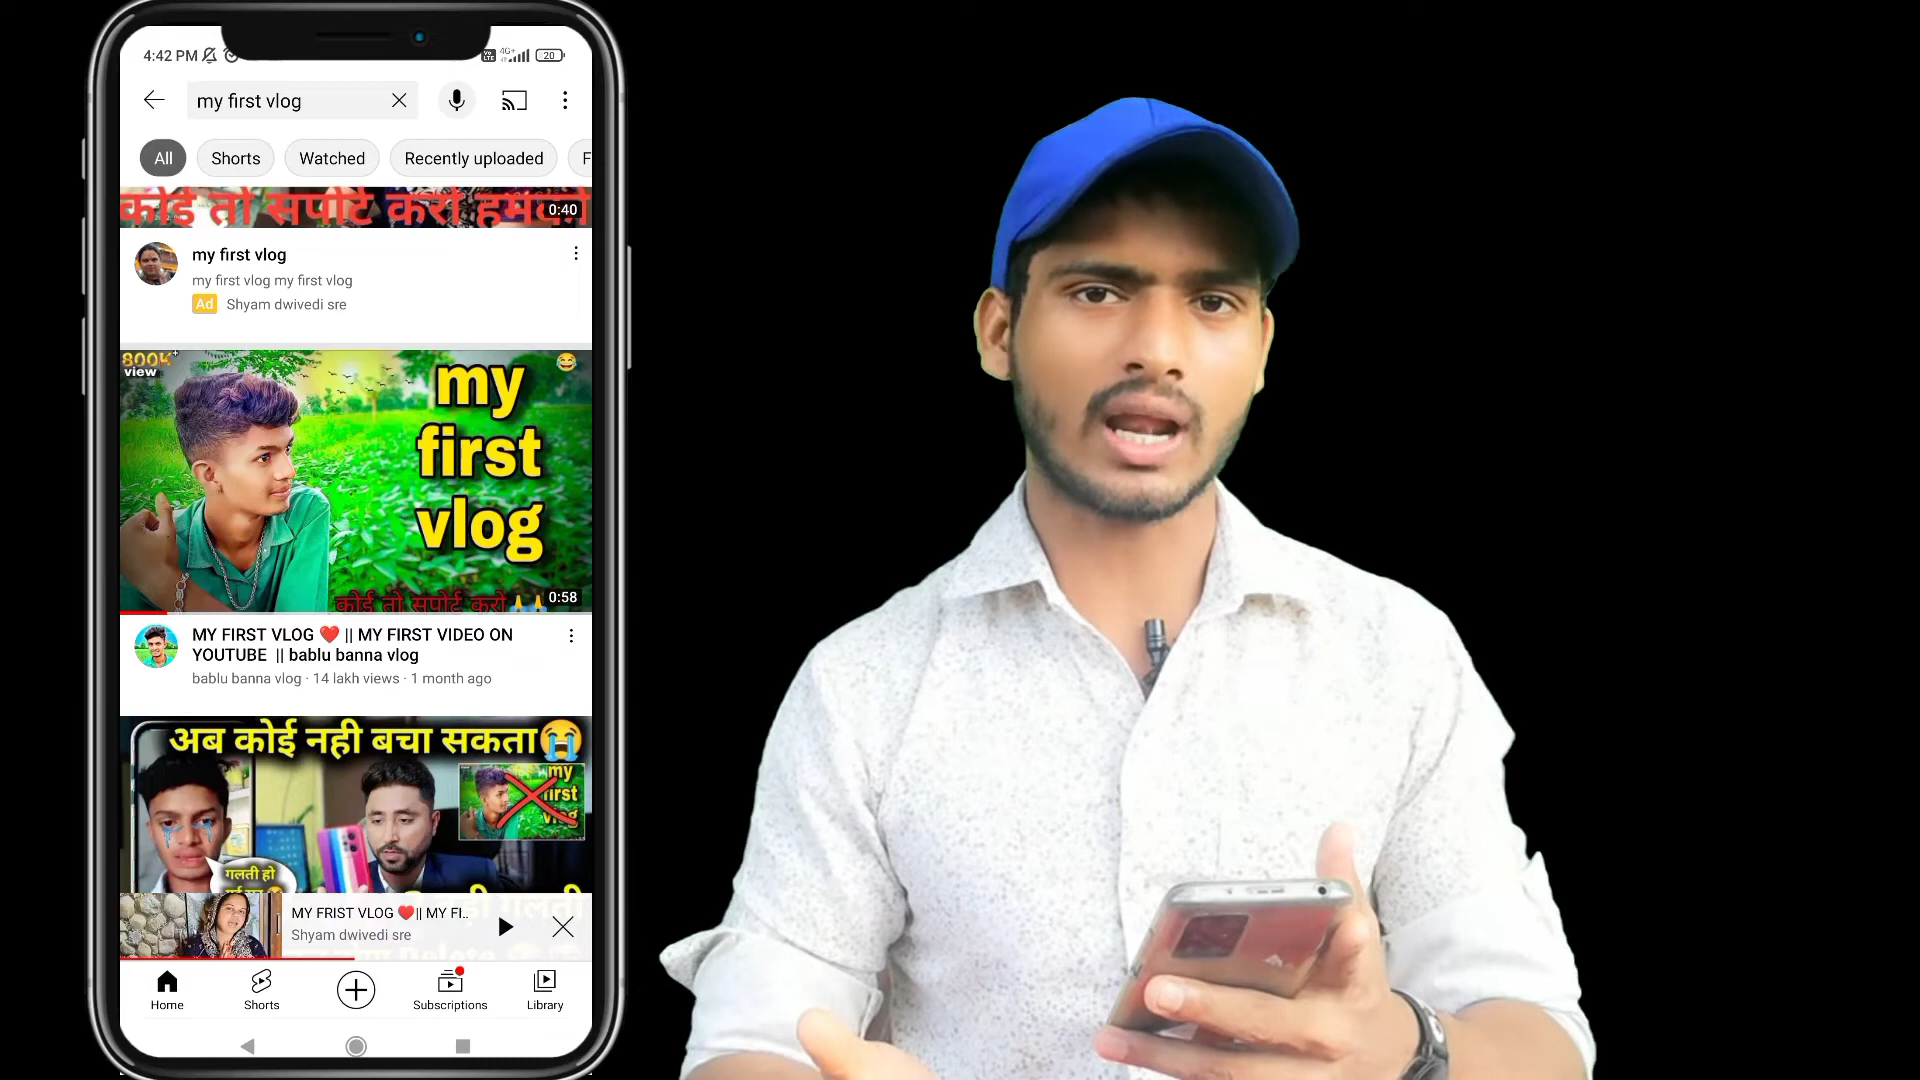 4:42 PM
4G+
20
my first vlog
All
Shorts
Watched
Recently uploaded
F
कोई तो सपोर्ट करो हमको
0:40
my first vlog
my first vlog my first vlog
Ad
Shyam dwivedi sre
800K+
view
my
first
vlog
कोई तो सपोर्ट करो
0:58
MY FIRST VLOG ❤️ || MY FIRST VIDEO ON
YOUTUBE || bablu banna vlog
bablu banna vlog · 14 lakh views · 1 month ago
अब कोई नही बचा सकता
my
first
vlog
गलती हो
MY FRIST VLOG ❤️|| MY FI..
Shyam dwivedi sre
Home
Shorts
Subscriptions
Library